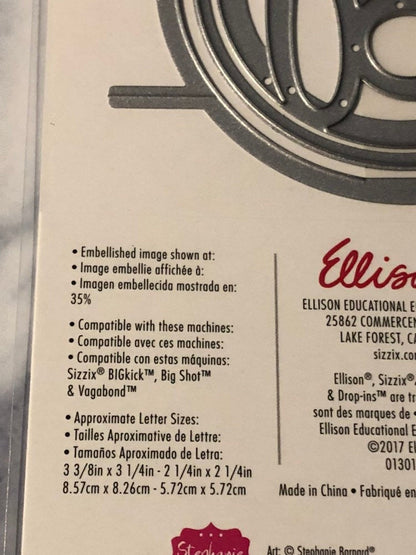 • Embellished image shown at:
• Image embellie affichée à:
• Imagen embellecida mostrada en:
35%
• Compatible with these machines:
• Compatible avec ces machines:
• Compatible con estas máquinas:
Sizzix® BIGkick™, Big Shot™
& Vagabond™
• Approximate Letter Sizes:
• Tailles Aproximative de Lettre:
• Tamaños Aproximado de Letra:
3 3/8in x 3 1/4in - 2 1/4in x 2 1/4in
8.57cm x 8.26cm - 5.72cm x 5.72cm
Ellison
ELLISON EDUCATIONAL E
25862 COMMERCEN
LAKE FOREST, CA
sizzix.com
Ellison®, Sizzix®
& Drop-ins™ are tr
sont des marques de
Ellison Educational E
©2017 El
01301
Made in China • Fabriqué en
Stephanie
Art: © Stephanie Barnard®